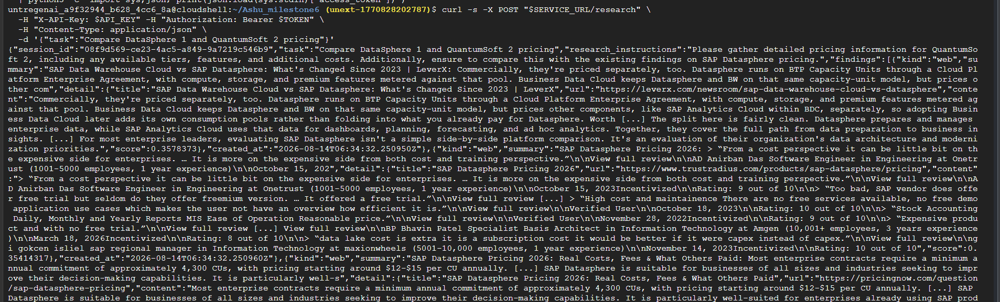 | python3 -c "import sys,json; print(json.load(sys.stdin)['access_token'])")
untregenai_a9f32944_b628_4cc6_8a@cloudshell:~/Ashu_milestone6 (unext-1770828202787)$ curl -s -X POST "$SERVICE_URL/research" \
-H "X-API-Key: $API_KEY" -H "Authorization: Bearer $TOKEN" \
-H "Content-Type: application/json" \
-d '{"task":"Compare DataSphere 1 and QuantumSoft 2 pricing"}'
{"session_id":"08f9d569-ce23-4ac5-a849-9a7219c546b9","task":"Compare DataSphere 1 and QuantumSoft 2 pricing","research_instructions":"Please gather detailed pricing information for QuantumSo
ft 2, including any available tiers, features, and additional costs. Additionally, ensure to compare this with the existing findings on SAP Datasphere pricing.","findings":[{"kind":"web","su
mmary":"SAP Data Warehouse Cloud vs SAP Datasphere: What's Changed Since 2023 | LeverX: Commercially, they're priced separately, too. Datasphere runs on BTP Capacity Units through a Cloud Pl
atform Enterprise Agreement, with compute, storage, and premium features metered against that pool. Business Data Cloud keeps Datasphere and BW on that same capacity-unit model, but prices o
ther com","detail":{"title":"SAP Data Warehouse Cloud vs SAP Datasphere: What's Changed Since 2023 | LeverX","url":"https://leverx.com/newsroom/sap-data-warehouse-cloud-vs-datasphere","conte
nt":"Commercially, they're priced separately, too. Datasphere runs on BTP Capacity Units through a Cloud Platform Enterprise Agreement, with compute, storage, and premium features metered ag
ainst that pool. Business Data Cloud keeps Datasphere and BW on that same capacity-unit model, but prices other components, like SAP Analytics Cloud within BDC, separately, so adopting Busin
ess Data Cloud later adds its own consumption pools rather than folding into what you already pay for Datasphere. Worth [...] The split here is fairly clean. Datasphere prepares and manages
enterprise data, while SAP Analytics Cloud uses that data for dashboards, planning, forecasting, and ad hoc analytics. Together, they cover the full path from data preparation to business in
sights. [...] For most enterprise leaders, evaluating SAP Datasphere isn't a simple side-by-side platform comparison. It's an evaluation of their organization's data architecture and moderni
zation priorities.","score":0.3578373},"created_at":"2026-08-14T06:34:32.250950Z"},{"kind":"web","summary":"SAP Datasphere Pricing 2026: > “From a cost perspective it can be little bit on th
e expensive side for enterprises. … It is more on the expensive side from both cost and training perspective.”\n\nView full review\n\nAD Anirban Das Software Engineer in Engineering at Onetr
ust (1001-5000 employees, 1 year experience)\n\nOctober 15, 202","detail":{"title":"SAP Datasphere Pricing 2026","url":"https://www.trustradius.com/products/sap-datasphere/pricing","content"
:"> “From a cost perspective it can be little bit on the expensive side for enterprises. … It is more on the expensive side from both cost and training perspective.”\n\nView full review\n\nA
D Anirban Das Software Engineer in Engineering at Onetrust (1001-5000 employees, 1 year experience)\n\nOctober 15, 2023Incentivized\n\nRating: 9 out of 10\n\n> “Too bad, SAP vendor does offe
r free trial but seldom do they offer freemium version. … It offered a free trial.”\n\nView full review [...] > “High cost and maintainence There are no free services available, no free demo
application use cases which makes the user not have an overview how efficient it is.”\n\nView full review\n\nVerified User\n\nOctober 18, 2023\n\nRating: 10 out of 10\n\n> “Stock Accounting
Daily, Monthly and Yearly Reports MIS Ease of Operation Reasonable price.”\n\nView full review\n\nVerified User\n\nNovember 28, 2022Incentivized\n\nRating: 9 out of 10\n\n> “Expensive produ
ct and with no free trial.”\n\nView full review [...] View full review\n\nBP Bhavin Patel Specialist Basis Architect in Information Technology at Amgen (10,001+ employees, 3 years experience
)\n\nMarch 18, 2026Incentivized\n\nRating: 8 out of 10\n\n> “data lake cost is extra it is a subscription cost it would be better if it were capex instead of capex.”\n\nView full review\n\ng
i gokcen isliel sap regional manager in Information Technology at maxionwheels (5001-10,000 employees, 1 year experience)\n\nNovember 14, 2023Incentivized\n\nRating: 10 out of 10","score":0.
35414317},"created_at":"2026-08-14T06:34:32.250960Z"},{"kind":"web","summary":"SAP Datasphere Pricing 2026: Real Costs, Fees & What Others Paid: Most enterprise contracts require a minimum a
nnual commitment of approximately 4,300 CUs, with pricing starting around $12–$15 per CU annually. [...] SAP Datasphere is suitable for businesses of all sizes and industries seeking to impr
ove their decision-making capabilities. It is particularly well-s","detail":{"title":"SAP Datasphere Pricing 2026: Real Costs, Fees & What Others Paid","url":"https://pricingnow.com/question
/sap-datasphere-pricing","content":"Most enterprise contracts require a minimum annual commitment of approximately 4,300 CUs, with pricing starting around $12–$15 per CU annually. [...] SAP
Datasphere is suitable for businesses of all sizes and industries seeking to improve their decision-making capabilities. It is particularly well-suited for enterprises already using SAP prod